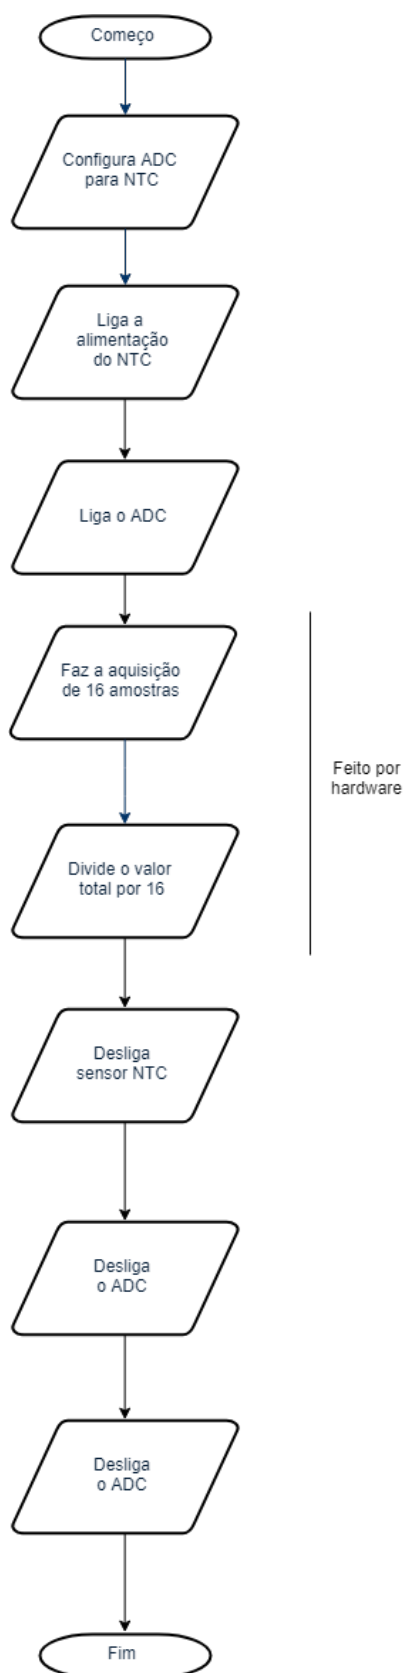 Começo
Configura ADC
para NTC
Liga a
alimentação
do NTC
Liga o ADC
Faz a aquisição
de 16 amostras
Feito por
hardware
Divide o valor
total por 16
Desliga
sensor NTC
Desliga
o ADC
Desliga
o ADC
Fim